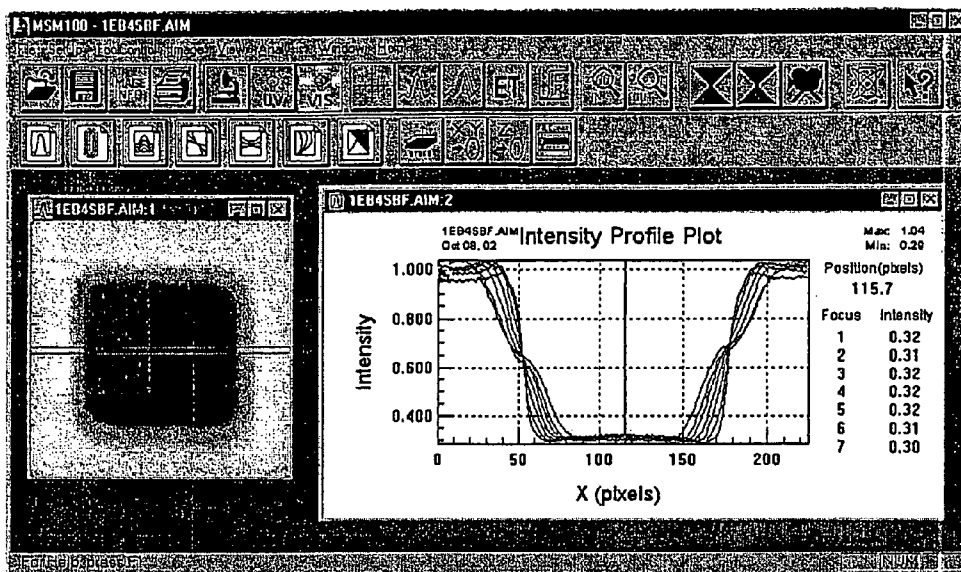 MSM100 - 1EB4SBF.AIM
ET
1EB4SBF.AIM:1
1EB4SBF.AIM:2
1EB4SBF.AIM
Oct 08, 02
Intensity Profile Plot
Max: 1.04
Min: 0.29
Position(pixels)
115.7
Focus Intensity
1 0.32
2 0.31
3 0.32
4 0.32
5 0.32
6 0.31
7 0.30
Intensity
1.000
0.800
0.600
0.400
0 50 100 150 200
X (pixels)